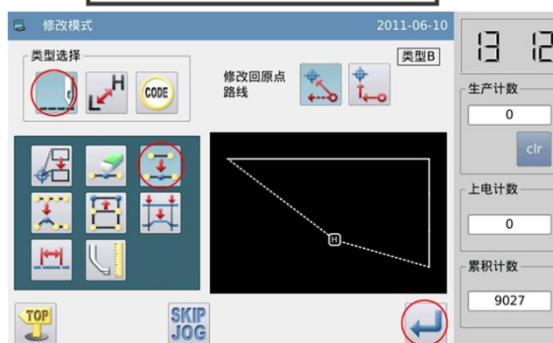 修改模式
2011-06-10
类型选择
H
L
CODE
修改回原点
路线
类型B
H
TOP
SKIP
JOG
生产计数
0
clr
上电计数
0
累积计数
9027